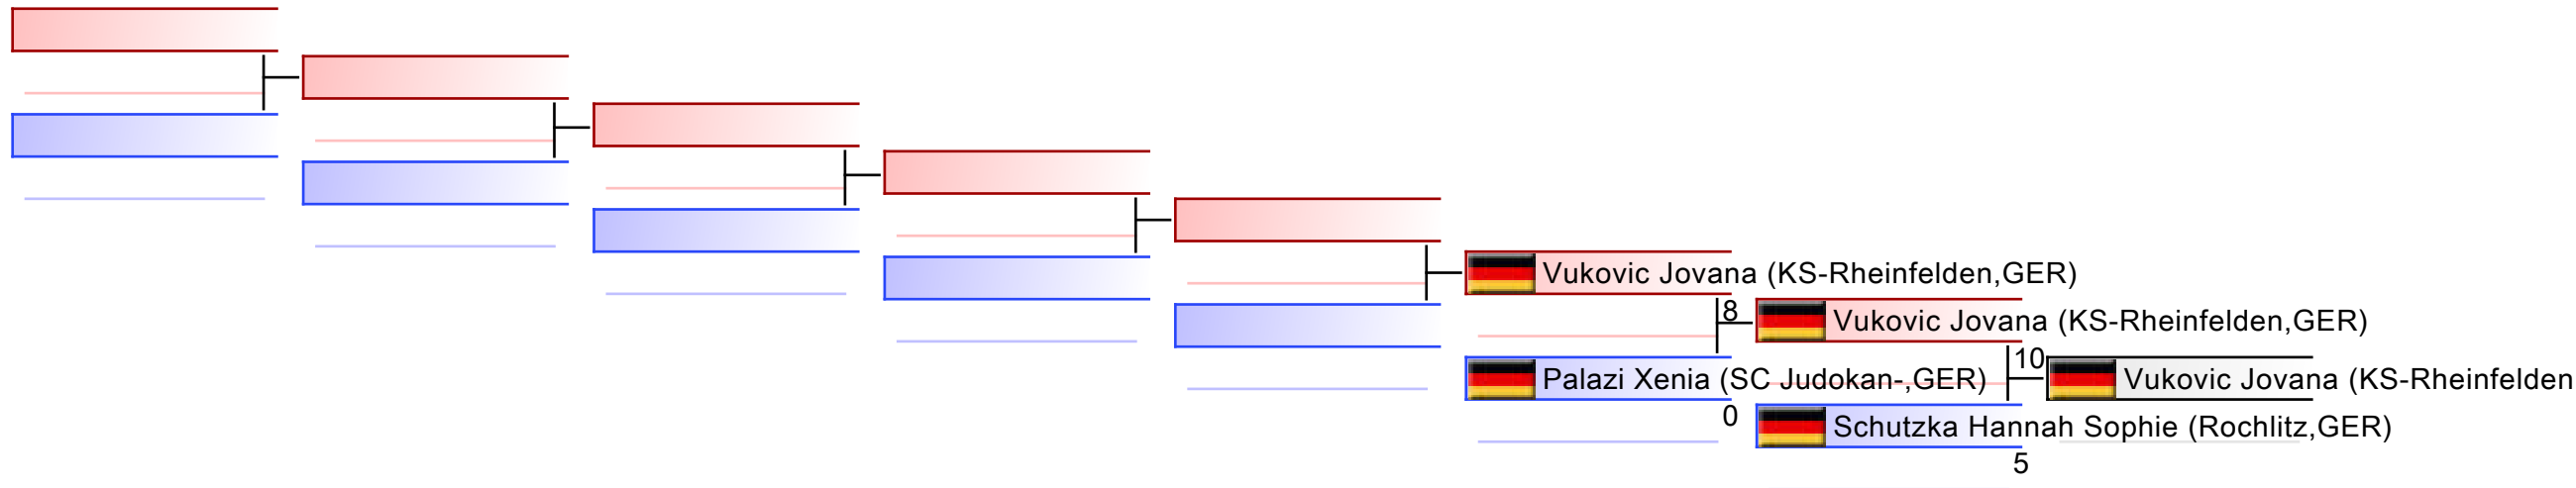 Vukovic Jovana (KS-Rheinfelden,GER)
8
Vukovic Jovana (KS-Rheinfelden,GER)
10
Palazi Xenia (SC Judokan-,GER)
Vukovic Jovana (KS-Rheinfelden
0
Schutzka Hannah Sophie (Rochlitz,GER)
5